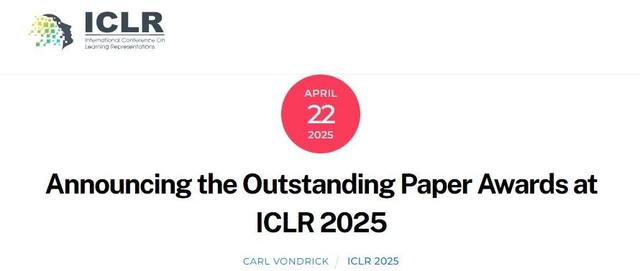 ICLR
International Conference On
Learning Representations
APRIL
22
2025
Announcing the Outstanding Paper Awards at
ICLR 2025
CARL VONDRICK / ICLR 2025